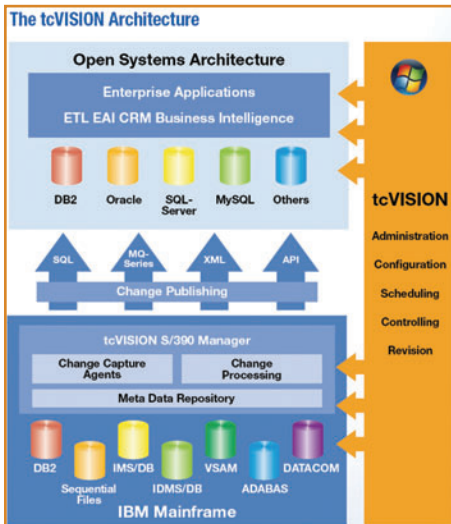 The tcVISION Architecture
Open Systems Architecture
Enterprise Applications
ETL EAI CRM Business Intelligence
DB2
Oracle
SQL-
Server
MySQL
Others
tcVISION
Administration
Configuration
Scheduling
Controlling
Revision
SQL
MQ-
Series
XML
API
Change Publishing
tcVISION S/390 Manager
Change Capture
Agents
Change
Processing
Meta Data Repository
DB2
IMS/DB
VSAM
DATACOM
Sequential
Files
IDMS/DB
ADABAS
IBM Mainframe